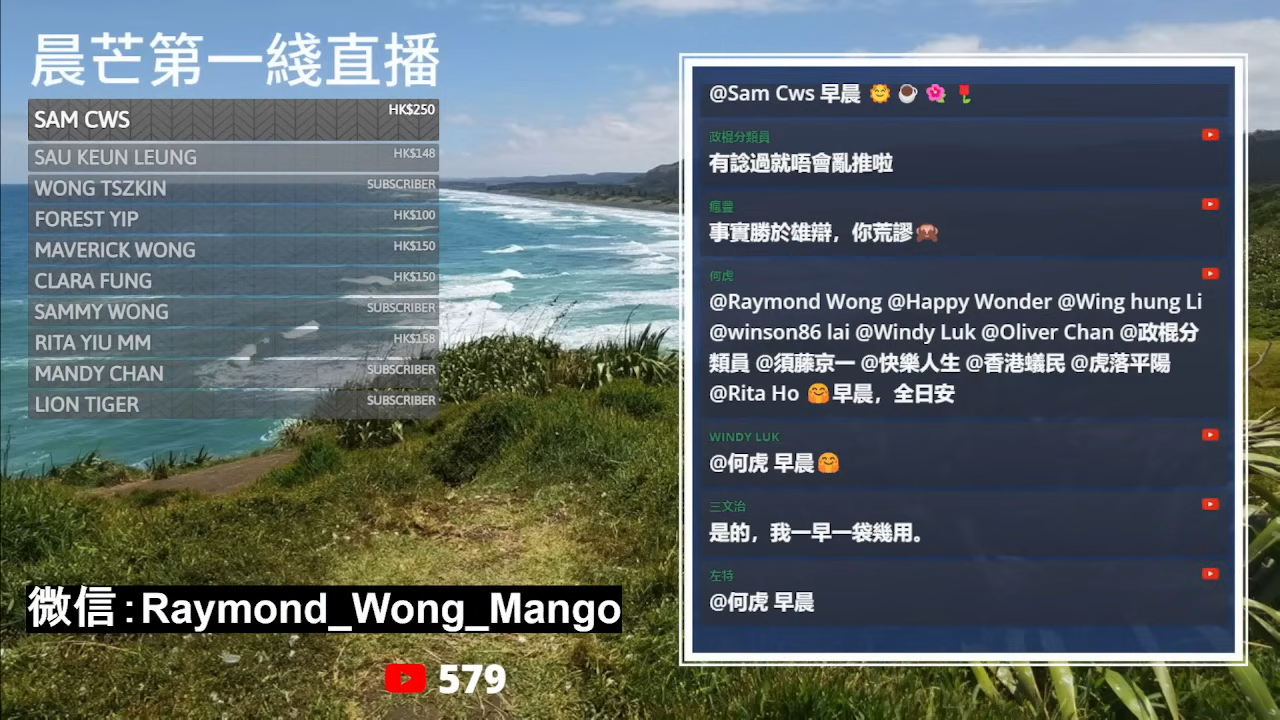 晨芒第一綫直播
SAM CWS HK$250
SAU KEUN LEUNG HK$148
WONG TSZKIN SUBSCRIBER
FOREST YIP HK$100
MAVERICK WONG HK$150
CLARA FUNG HK$150
SAMMY WONG SUBSCRIBER
RITA YIU MM HK$158
MANDY CHAN SUBSCRIBER
LION TIGER SUBSCRIBER
微信:Raymond_Wong_Mango
579
@Sam Cws 早晨
政棍分類員
有諗過就唔會亂推啦
瘋豐
事實勝於雄辯，你荒謬
何虎
@Raymond Wong @Happy Wonder @Wing hung Li
@winson86 lai @Windy Luk @Oliver Chan @政棍分
類員 @須藤京一 @快樂人生 @香港蟻民 @虎落平陽
@Rita Ho 早晨，全日安
WINDY LUK
@何虎 早晨
三文治
是的，我一早一袋幾用。
左待
@何虎 早晨